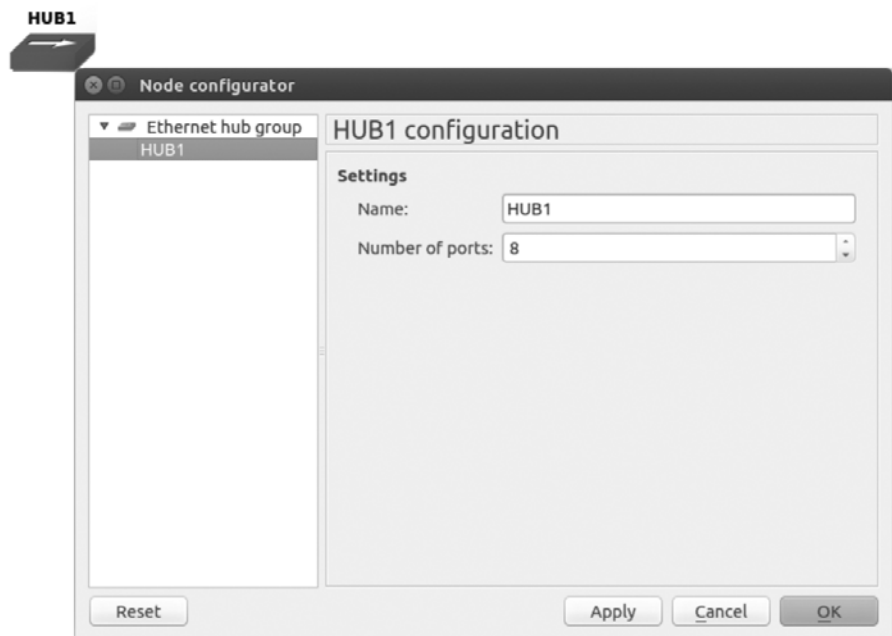 HUB1
Node configurator
Ethernet hub group
HUB1
HUB1 configuration
Settings
Name: HUB1
Number of ports: 8
Reset Apply Cancel OK